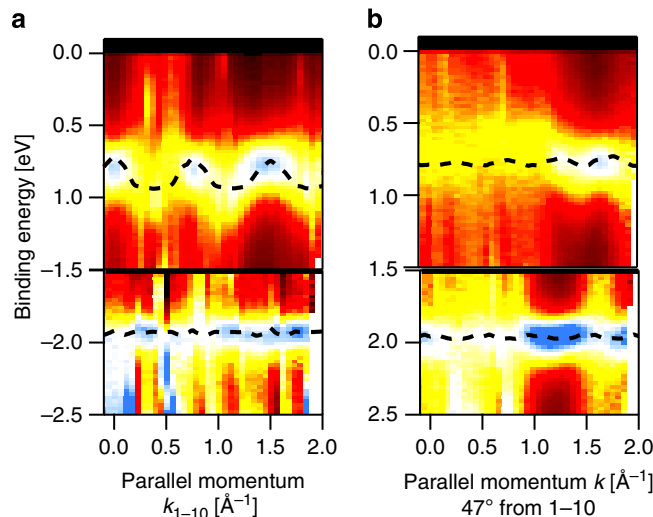 a
b
0.0
0.5
1.0
−1.5
−2.0
−2.5
Binding energy [eV]
0.0 0.5 1.0 1.5 2.0
Parallel momentum
k1–10 [Å−1]
0.0
0.5
1.0
1.5
2.0
2.5
0.0 0.5 1.0 1.5 2.0
Parallel momentum k [Å−1]
47° from 1–10